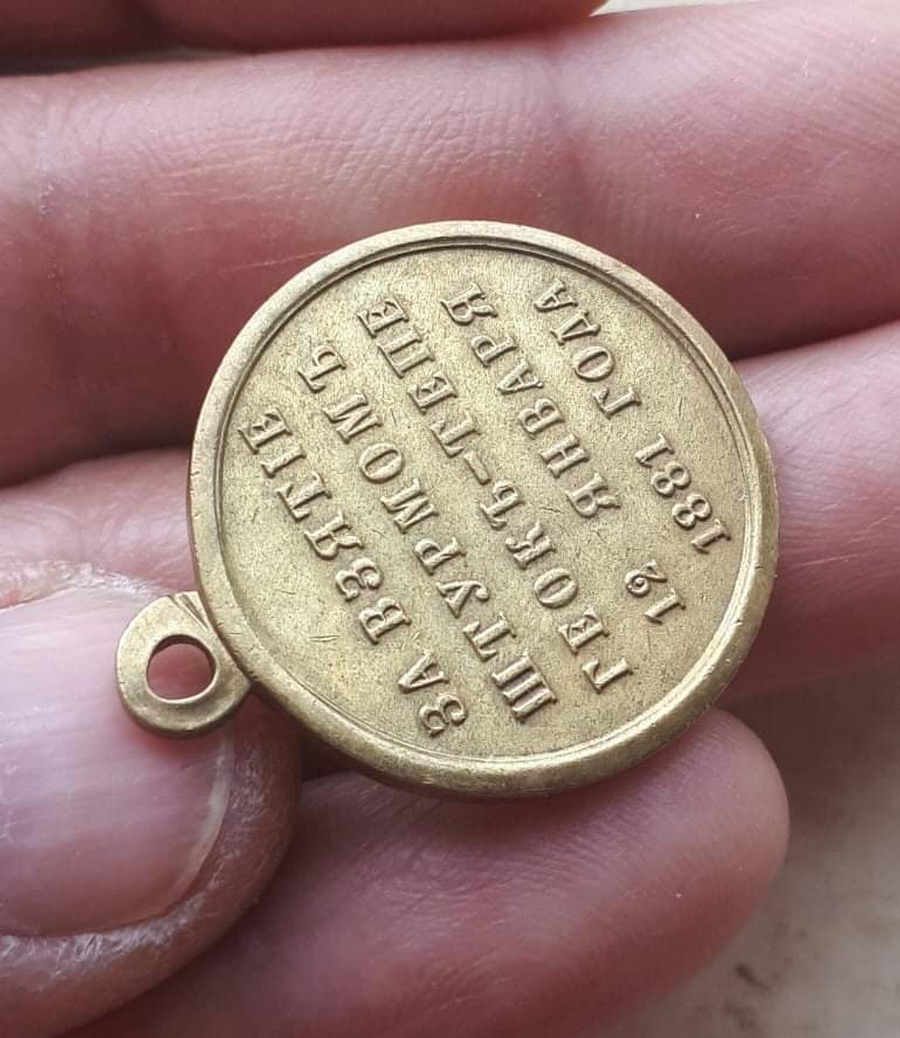 ЗА ВЗЯТІЕ
ШТУРМОМЪ
ГЕОКЪ-ТЕПЕ
12 ЯНВАРЯ
1881 ГОДА